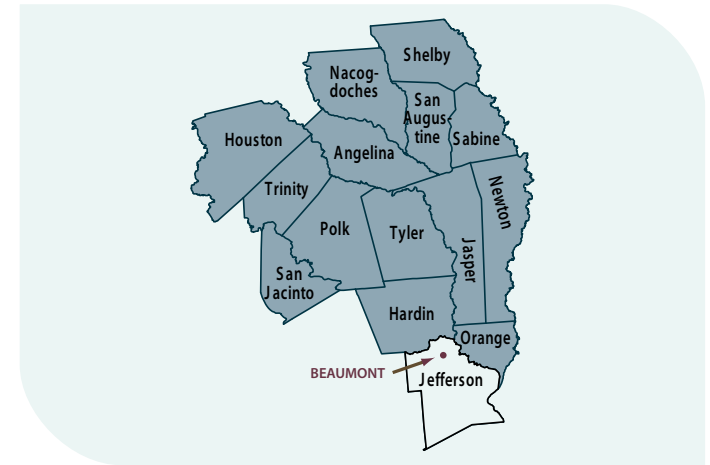 Shelby
Nacog-
doches
San
Augus-
tine
Sabine
Houston
Angelina
Trinity
Newton
Polk
Tyler
Jasper
San
Jacinto
Hardin
Orange
BEAUMONT
Jefferson